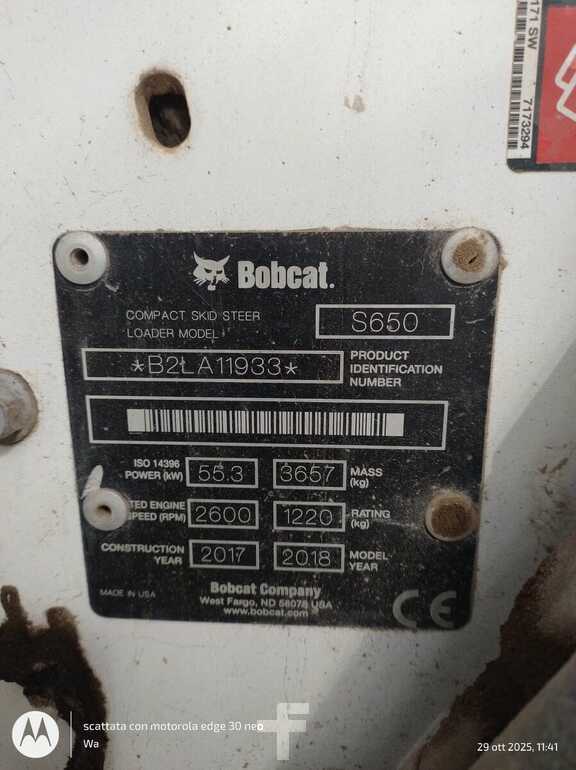 171 SW
7173294
Bobcat.
COMPACT SKID STEER
LOADER MODEL
S650
*B2LA11933*
PRODUCT
IDENTIFICATION
NUMBER
ISO 14396
POWER (kW)
55.3
3657
MASS
(kg)
TED ENGINE
SPEED (RPM)
2600
1220
RATING
(kg)
CONSTRUCTION
YEAR
2017
2018
MODEL
YEAR
MADE IN USA
Bobcat Company
West Fargo, ND 58078 USA
www.bobcat.com
CE
scattata con motorola edge 30 neo
Wa
29 ott 2025, 11:41